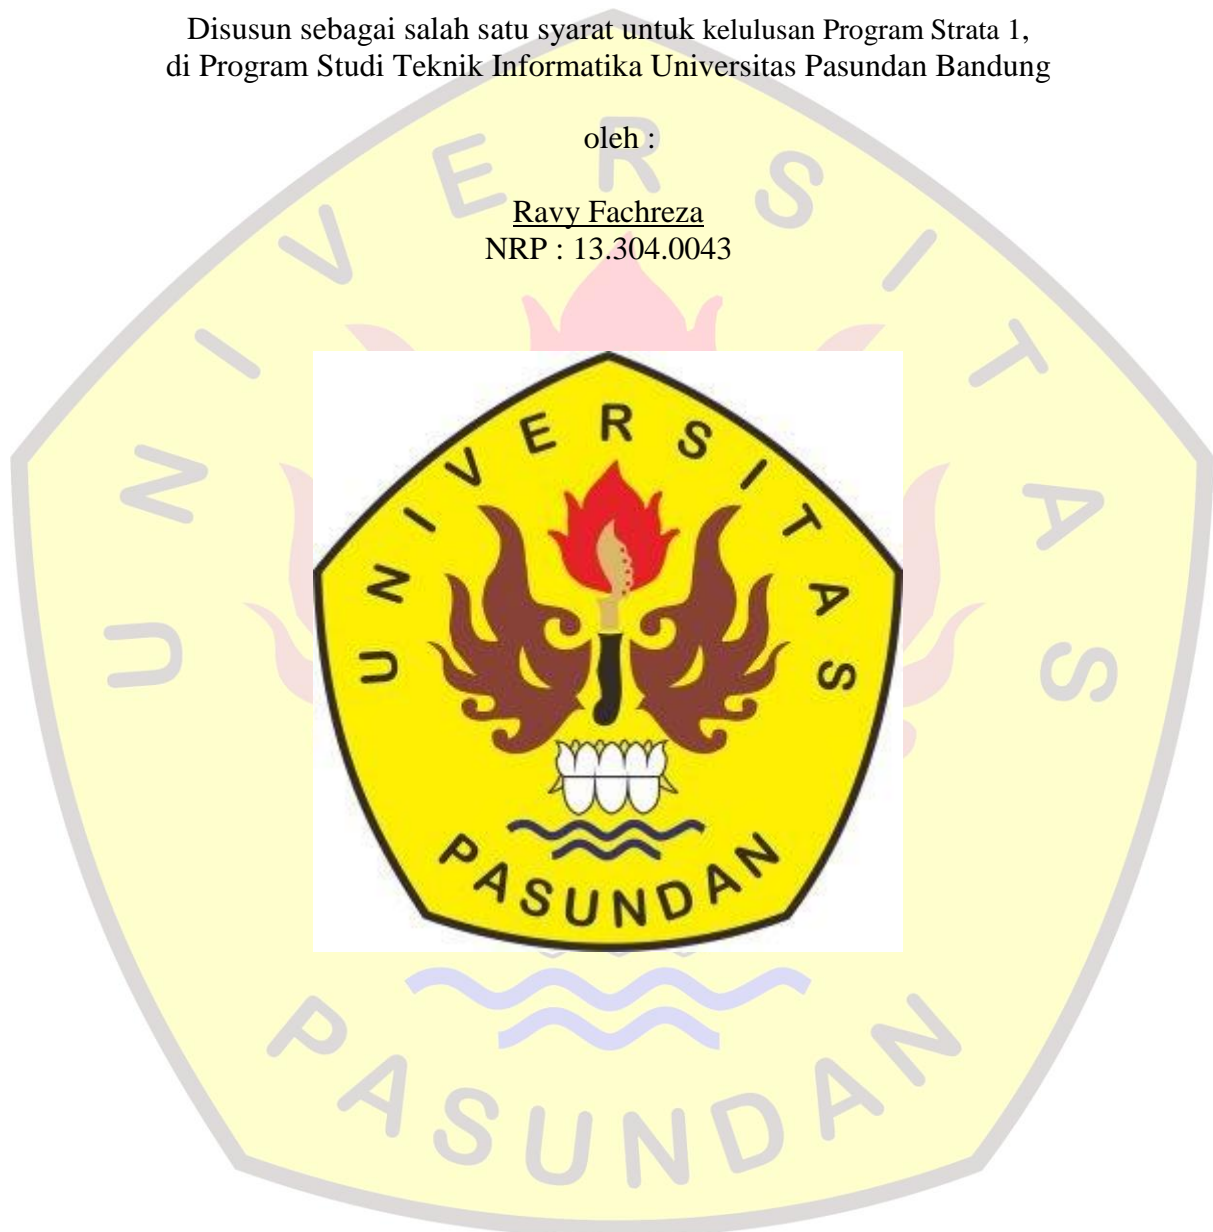 Disusun sebagai salah satu syarat untuk kelulusan Program Strata 1,
di Program Studi Teknik Informatika Universitas Pasundan Bandung
oleh :
Ravy Fachreza
NRP : 13.304.0043
UNIVERSITAS
PASUNDAN
UNIVERSITAS
PASUNDAN